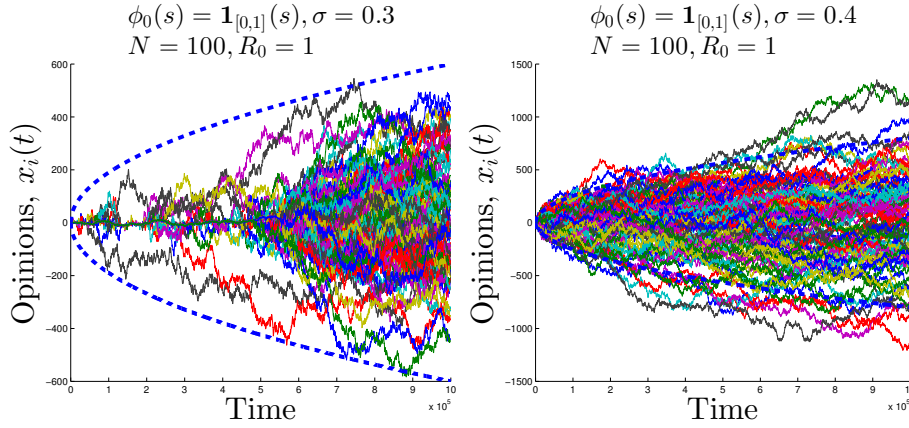 ϕ₀(s) = 𝟏_{[0,1]}(s), σ = 0.3
N = 100, R₀ = 1
600
400
200
0
−200
−400
−600
0 1 2 3 4 5 6 7 8 9 10
x 10⁵
Time
Opinions, xᵢ(t)
ϕ₀(s) = 𝟏_{[0,1]}(s), σ = 0.4
N = 100, R₀ = 1
1500
1000
500
0
−500
−1000
−1500
0 1 2 3 4 5 6 7 8 9
x 10⁵
Time
Opinions, xᵢ(t)